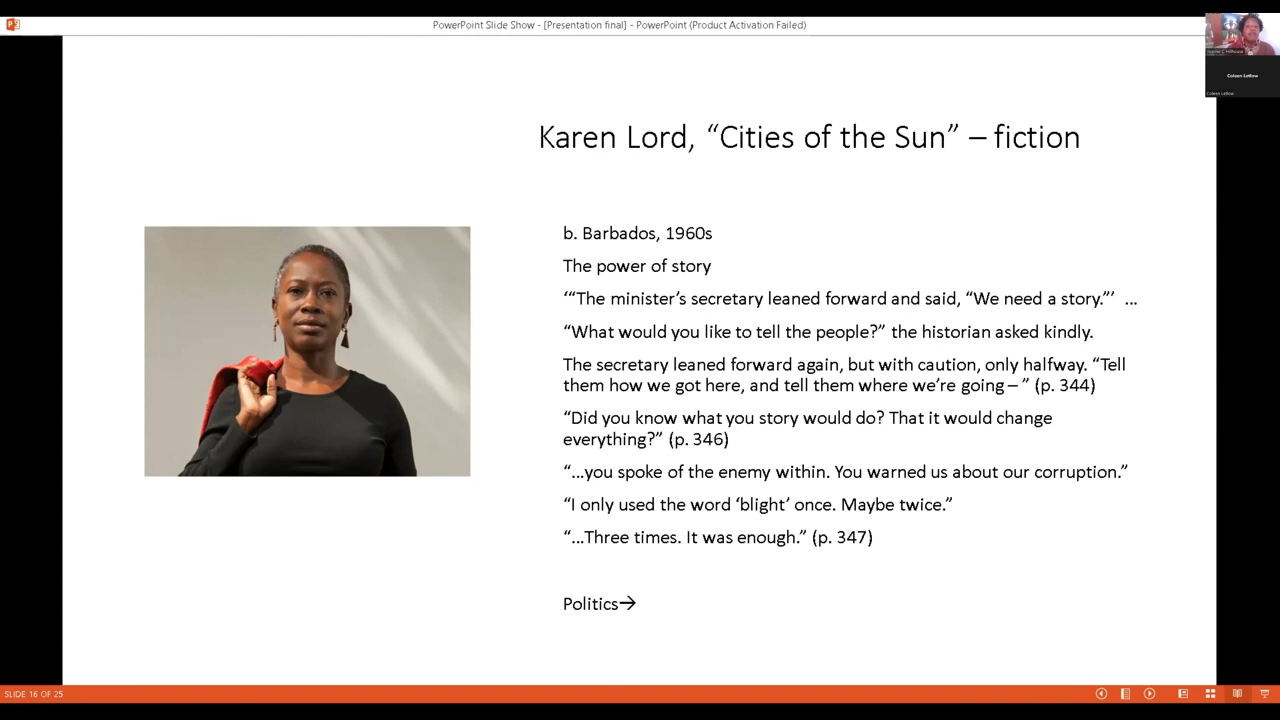 PowerPoint Slide Show - [Presentation final] - PowerPoint (Product Activation Failed)
Coleen Letlow
Coleen Letlow
Karen Lord, “Cities of the Sun” – fiction
b. Barbados, 1960s
The power of story
‘“The minister’s secretary leaned forward and said, “We need a story.”’ ...
“What would you like to tell the people?” the historian asked kindly.
The secretary leaned forward again, but with caution, only halfway. “Tell
them how we got here, and tell them where we’re going – ” (p. 344)
“Did you know what you story would do? That it would change
everything?” (p. 346)
“...you spoke of the enemy within. You warned us about our corruption.”
“I only used the word ‘blight’ once. Maybe twice.”
“...Three times. It was enough.” (p. 347)
Politics→
SLIDE 16 OF 25